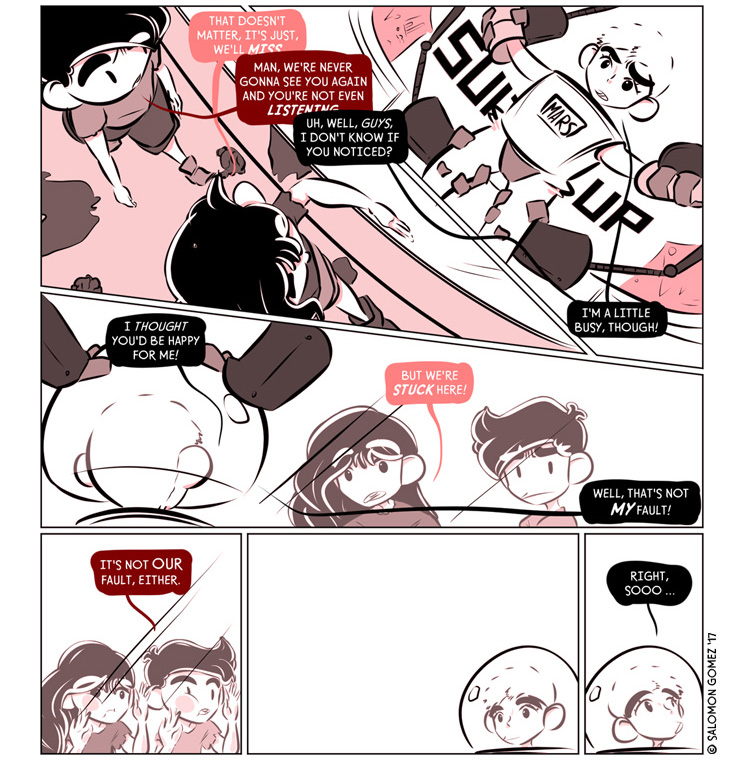 THAT DOESN'T
MATTER, IT'S JUST,
WE'LL MISS
MAN, WE'RE NEVER
GONNA SEE YOU AGAIN
AND YOU'RE NOT EVEN
LISTENING
UH, WELL, GUYS,
I DON'T KNOW IF
YOU NOTICED?
MARS
UP
I'M A LITTLE
BUSY, THOUGH!
I THOUGHT
YOU'D BE HAPPY
FOR ME!
BUT WE'RE
STUCK HERE!
WELL, THAT'S NOT
MY FAULT!
IT'S NOT OUR
FAULT, EITHER.
RIGHT,
SOOO ...
© SALOMON GOMEZ '17